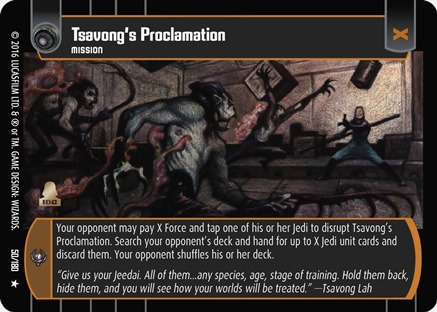 Tsavong's Proclamation
MISSION
X
Your opponent may pay X Force and tap one of his or her Jedi to disrupt Tsavong's
Proclamation. Search your opponent's deck and hand for up to X Jedi unit cards and
discard them. Your opponent shuffles his or her deck.
“Give us your Jeedai. All of them...any species, age, stage of training. Hold them back,
hide them, and you will see how your worlds will be treated.” —Tsavong Lah
© 2016 LUCASFILM LTD. & ® or TM. GAME DESIGN: WIZARDS.
50/180